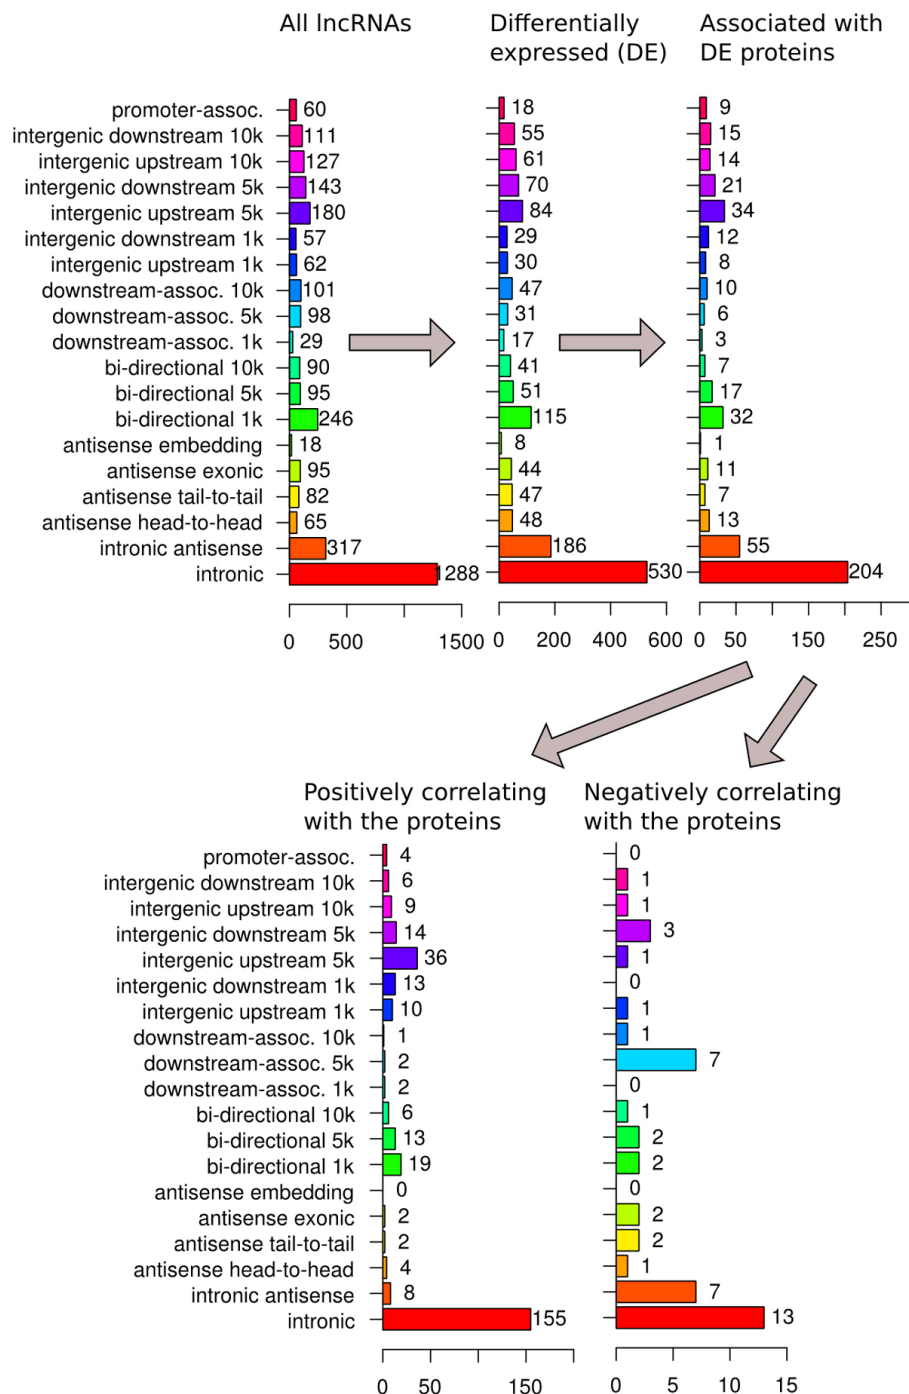 All lncRNAs
Differentially
expressed (DE)
Associated with
DE proteins
promoter-assoc. 60 18 9
intergenic downstream 10k 111 55 15
intergenic upstream 10k 127 61 14
intergenic downstream 5k 143 70 21
intergenic upstream 5k 180 84 34
intergenic downstream 1k 57 29 12
intergenic upstream 1k 62 30 8
downstream-assoc. 10k 101 47 10
downstream-assoc. 5k 98 31 6
downstream-assoc. 1k 29 17 3
bi-directional 10k 90 41 7
bi-directional 5k 95 51 17
bi-directional 1k 246 115 32
antisense embedding 18 8 1
antisense exonic 95 44 11
antisense tail-to-tail 82 47 7
antisense head-to-head 65 48 13
intronic antisense 317 186 55
intronic 1288 530 204
0 500 1500 0 200 400 600 0 50 150 250
Positively correlating
with the proteins
Negatively correlating
with the proteins
promoter-assoc. 4 0
intergenic downstream 10k 6 1
intergenic upstream 10k 9 1
intergenic downstream 5k 14 3
intergenic upstream 5k 36 1
intergenic downstream 1k 13 0
intergenic upstream 1k 10 1
downstream-assoc. 10k 1 1
downstream-assoc. 5k 2 7
downstream-assoc. 1k 2 0
bi-directional 10k 6 1
bi-directional 5k 13 2
bi-directional 1k 19 2
antisense embedding 0 0
antisense exonic 2 2
antisense tail-to-tail 2 2
antisense head-to-head 4 1
intronic antisense 8 7
intronic 155 13
0 50 150 0 5 10 15